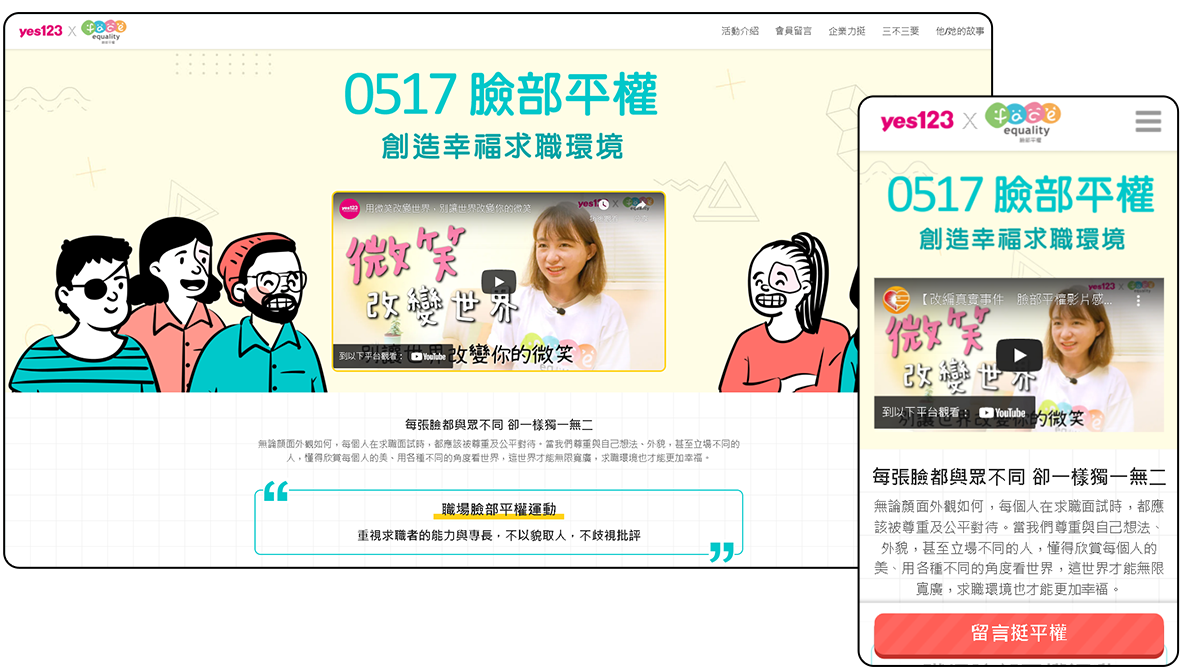 yes123 X face equality 臉部平權
活動介紹 會員留言 企業力挺 三不三要 他/她的故事
0517 臉部平權
創造幸福求職環境
yes123 用微笑改變世界,別讓世界改變你的微笑
微笑
改變世界
別讓世界改變你的微笑
到以下平台觀看: YouTube
每張臉都與眾不同 卻一樣獨一無二
無論顏面外觀如何,每個人在求職面試時,都應該被尊重及公平對待。當我們尊重與自己想法、外貌,甚至立場不同的
人,懂得欣賞每個人的美、用各種不同的角度看世界,這世界才能無限寬廣,求職環境也才能更加幸福。
職場臉部平權運動
重視求職者的能力與專長,不以貌取人,不歧視批評
yes123 X face equality 臉部平權
0517 臉部平權
創造幸福求職環境
yes123 X
【改編真實事件 臉部平權影片感...
微笑
改變世界
到以下平台觀看: YouTube
別讓世界改變你的微笑
每張臉都與眾不同 卻一樣獨一無二
無論顏面外觀如何,每個人在求職面試時,都應
該被尊重及公平對待。當我們尊重與自己想法、
外貌,甚至立場不同的人,懂得欣賞每個人的
美、用各種不同的角度看世界,這世界才能無限
寬廣,求職環境也才能更加幸福。
留言挺平權